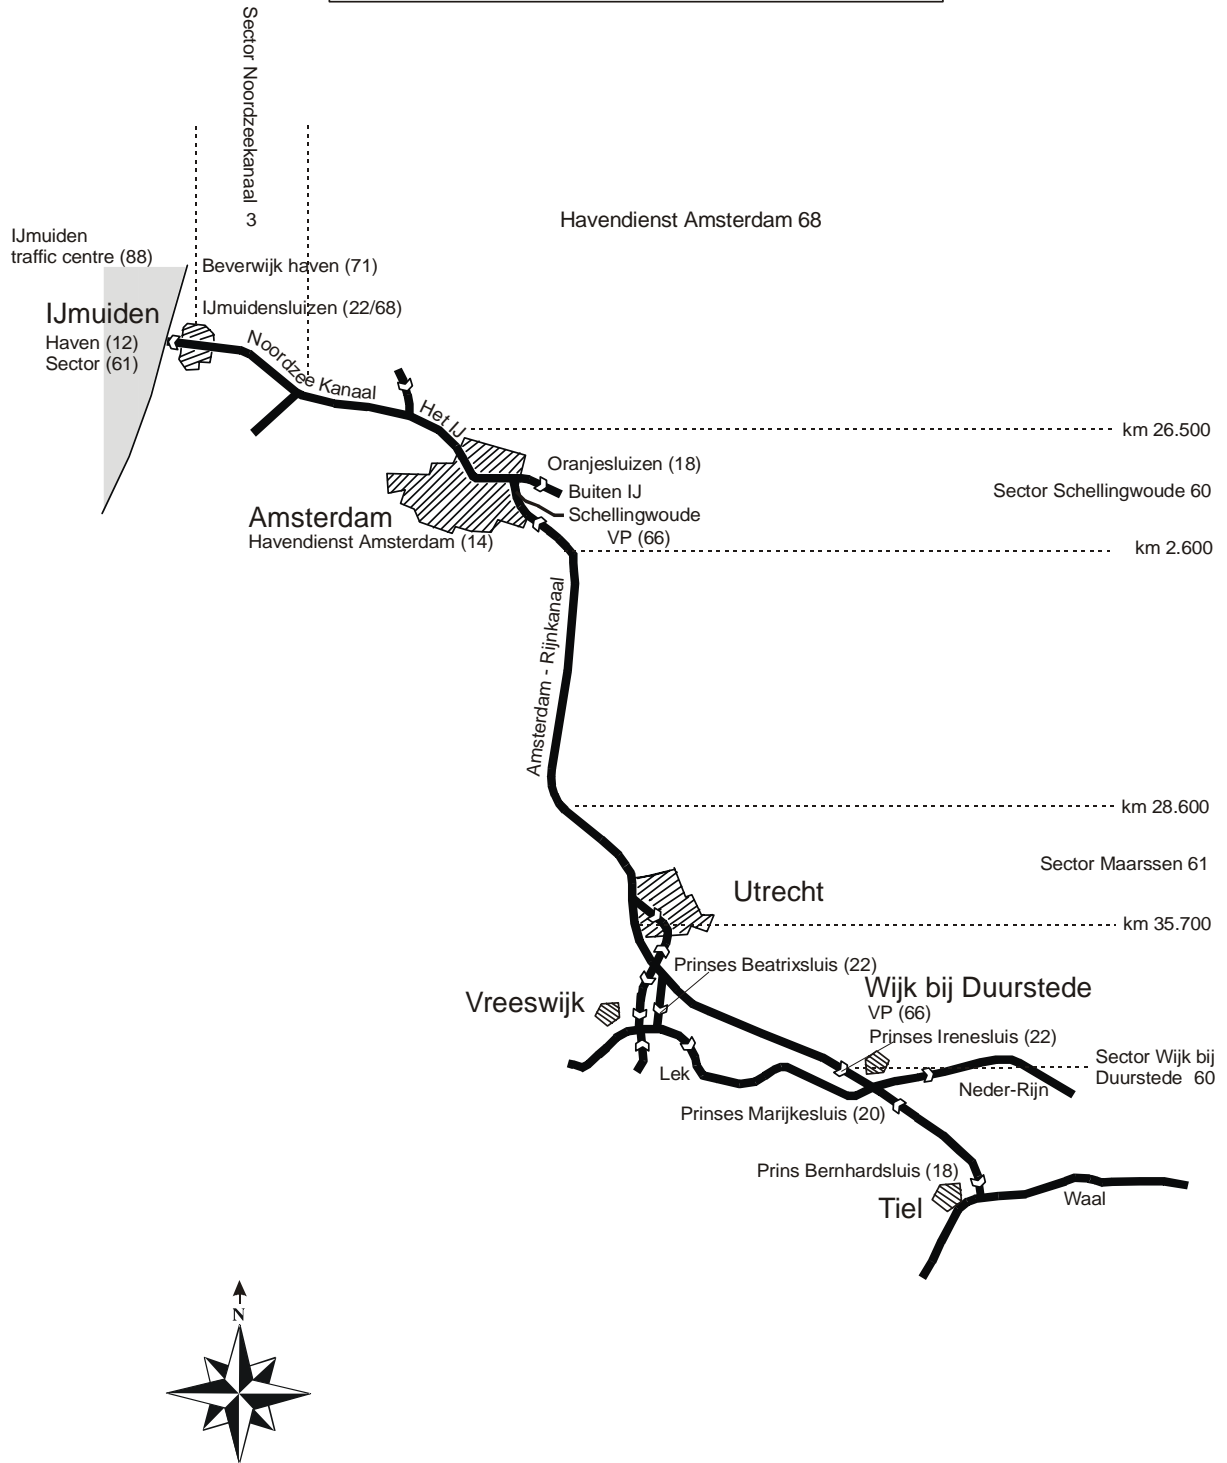 Sector Noordzeekanaal
3
Havendienst Amsterdam 68
IJmuiden
traffic centre (88)
Beverwijk haven (71)
IJmuiden
IJmuidensluizen (22/68)
Haven (12)
Sector (61)
Noordzee Kanaal
Het IJ
km 26.500
Oranjesluizen (18)
Buiten IJ
Sector Schellingwoude 60
Amsterdam
Schellingwoude
Havendienst Amsterdam (14)
VP (66)
km 2.600
Amsterdam - Rijnkanaal
km 28.600
Sector Maarssen 61
Utrecht
km 35.700
Prinses Beatrixsluis (22)
Vreeswijk
Wijk bij Duurstede
VP (66)
Prinses Irenesluis (22)
Sector Wijk bij
Duurstede 60
Lek
Neder-Rijn
Prinses Marijkesluis (20)
Prins Bernhardsluis (18)
Tiel
Waal
N